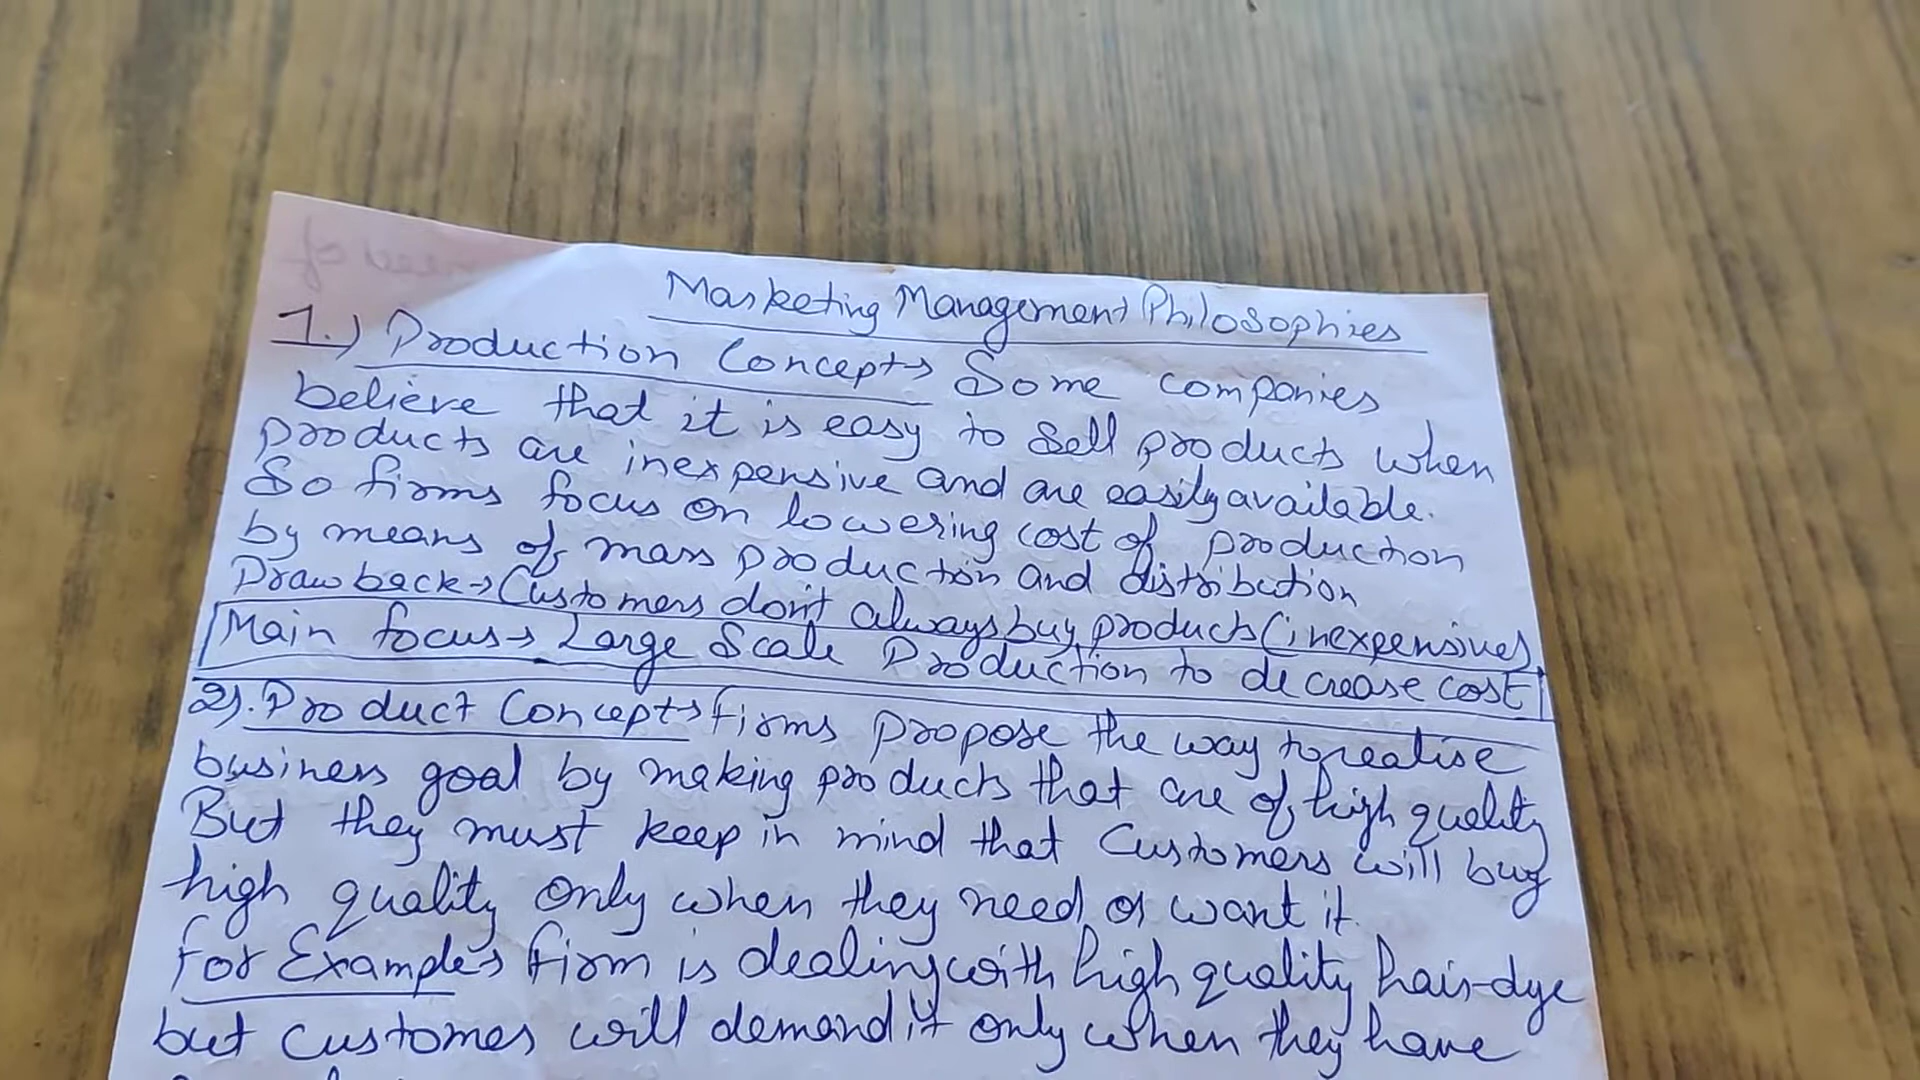 Marketing Management Philosophies
1.) Production Concept→ Some companies
believe that it is easy to sell products when
products are inexpensive and are easily available.
So firms focus on lowering cost of production
by means of mass production and distribution
Drawback→ Customers don't always buy products (inexpensive)
Main focus→ Large Scale Production to decrease cost
2). Product Concept→ firms propose the way to realise
business goal by making products that are of high quality
But they must keep in mind that Customers will buy
high quality only when they need or want it.
For Example→ firm is dealing with high quality hair-dye
but customer will demand it only when they have